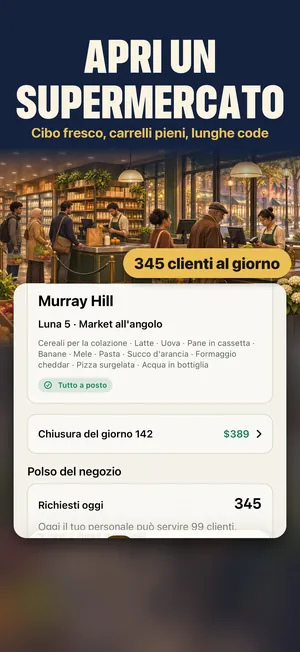 APRI UN
SUPERMERCATO
Cibo fresco, carrelli pieni, lunghe code
345 clienti al giorno
Murray Hill
Luna 5 · Market all'angolo
Cereali per la colazione · Latte · Uova · Pane in cassetta ·
Banane · Mele · Pasta · Succo d'arancia · Formaggio
cheddar · Pizza surgelata · Acqua in bottiglia
Tutto a posto
Chiusura del giorno 142 $389
Polso del negozio
Richiesti oggi 345
Oggi il tuo personale può servire 99 clienti.